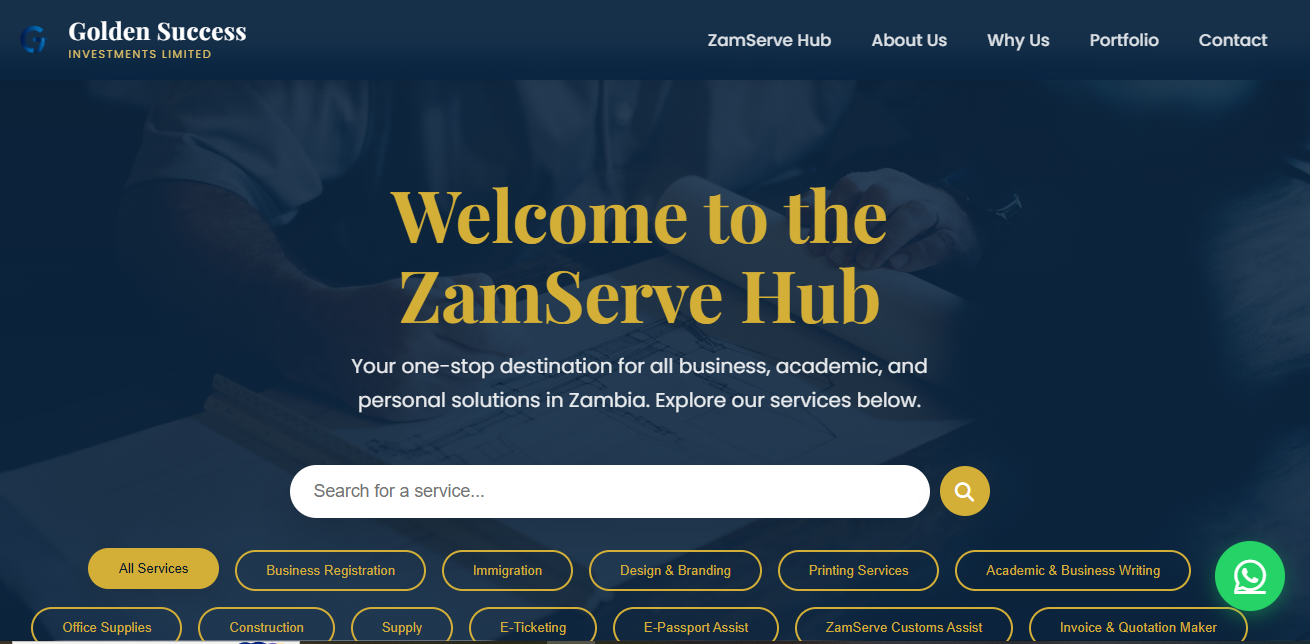 Golden Success
INVESTMENTS LIMITED
ZamServe Hub
About Us
Why Us
Portfolio
Contact
Welcome to the
ZamServe Hub
Your one-stop destination for all business, academic, and
personal solutions in Zambia. Explore our services below.
Search for a service...
All Services
Business Registration
Immigration
Design & Branding
Printing Services
Academic & Business Writing
Office Supplies
Construction
Supply
E-Ticketing
E-Passport Assist
ZamServe Customs Assist
Invoice & Quotation Maker